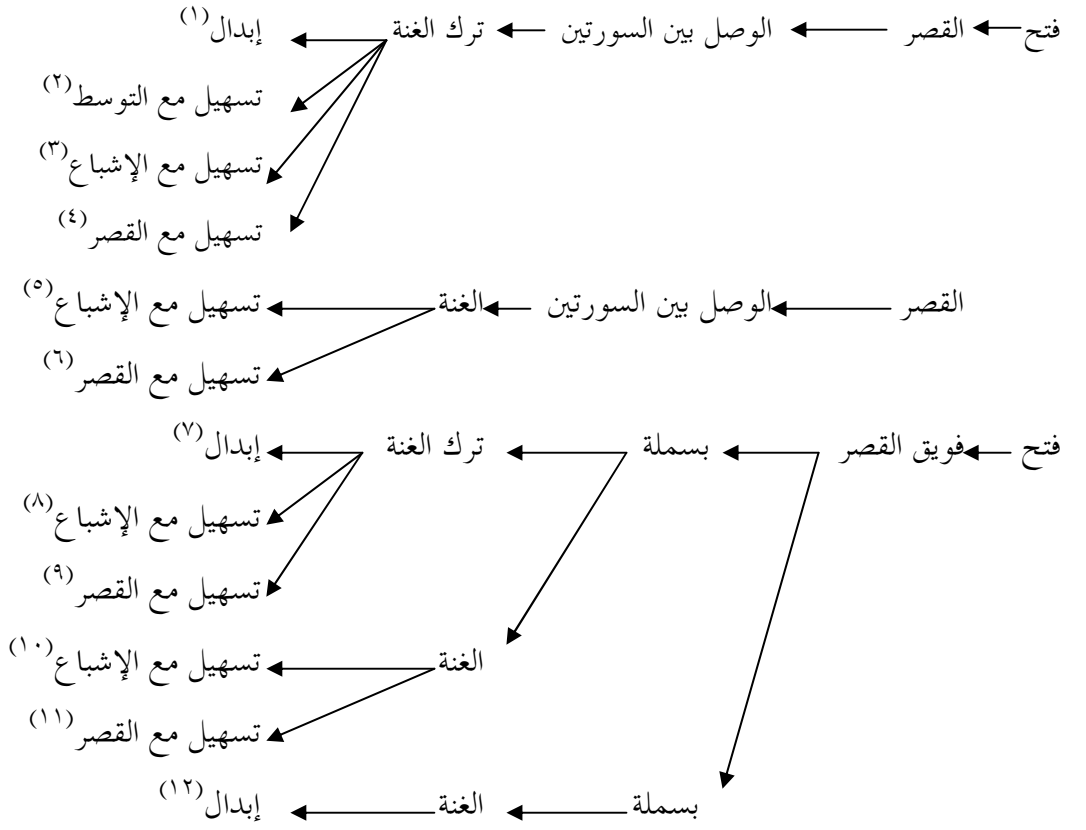 فتح القصر الوصل بين السورتين ترك الغنة إبدال(١)
تسهيل مع التوسط(٢)
تسهيل مع الإشباع(٣)
تسهيل مع القصر(٤)
القصر الوصل بين السورتين الغنة تسهيل مع الإشباع(٥)
تسهيل مع القصر(٦)
فتح فويق القصر بسملة ترك الغنة إبدال(٧)
تسهيل مع الإشباع(٨)
تسهيل مع القصر(٩)
الغنة تسهيل مع الإشباع(١٠)
تسهيل مع القصر(١١)
بسملة الغنة إبدال(١٢)